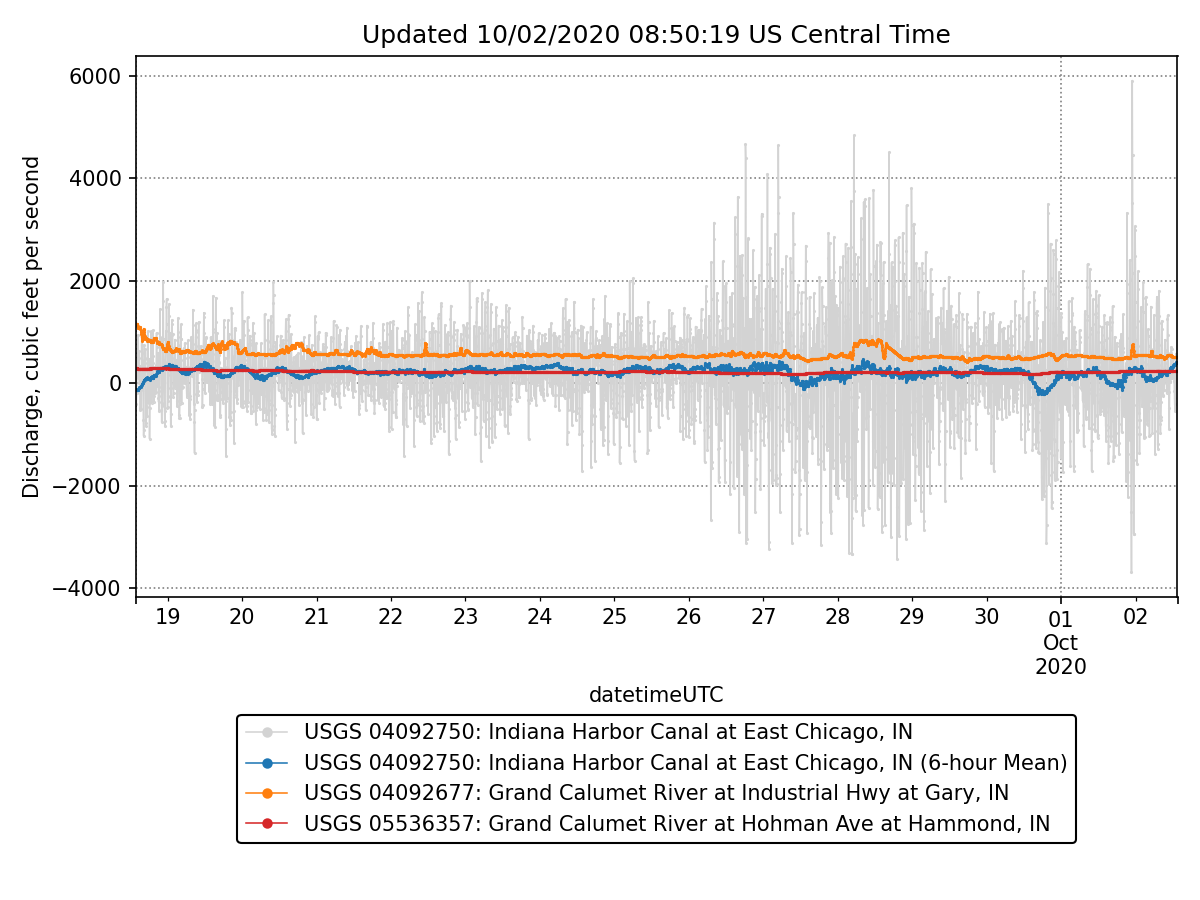 Updated 10/02/2020 08:50:19 US Central Time
Discharge, cubic feet per second
6000
4000
2000
0
−2000
−4000
19 20 21 22 23 24 25 26 27 28 29 30 01 02
Oct
2020
datetimeUTC
USGS 04092750: Indiana Harbor Canal at East Chicago, IN
USGS 04092750: Indiana Harbor Canal at East Chicago, IN (6-hour Mean)
USGS 04092677: Grand Calumet River at Industrial Hwy at Gary, IN
USGS 05536357: Grand Calumet River at Hohman Ave at Hammond, IN